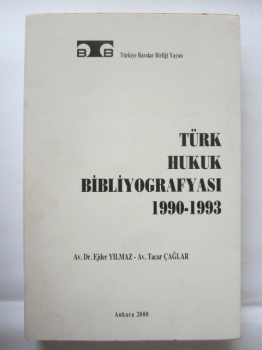 B B
Türkiye Barolar Birliği Yayını
TÜRK
HUKUK
BİBLİYOGRAFYASI
1990-1993
Av. Dr. Ejder YILMAZ - Av. Tacar ÇAĞLAR
Ankara 2000